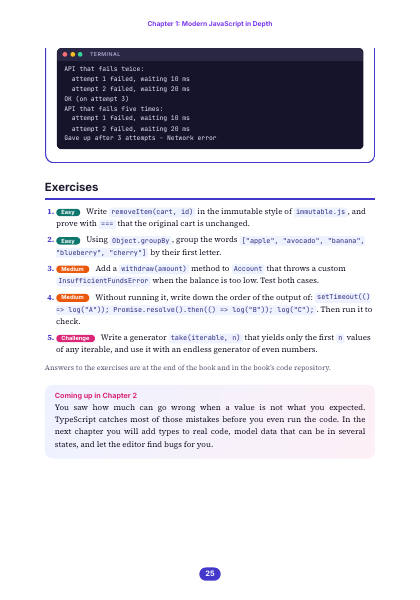 Chapter 1: Modern JavaScript in Depth
TERMINAL
API that fails twice:
attempt 1 failed, waiting 10 ms
attempt 2 failed, waiting 20 ms
OK (on attempt 3)
API that fails five times:
attempt 1 failed, waiting 10 ms
attempt 2 failed, waiting 20 ms
Gave up after 3 attempts - Network error
Exercises
1. Easy Write removeItem(cart, id) in the immutable style of immutable.js, and
prove with === that the original cart is unchanged.
2. Easy Using Object.groupBy, group the words ["apple", "avocado", "banana",
"blueberry", "cherry"] by their first letter.
3. Medium Add a withdraw(amount) method to Account that throws a custom
InsufficientFundsError when the balance is too low. Test both cases.
4. Medium Without running it, write down the order of the output of: setTimeout(()
=> log("A")); Promise.resolve().then(() => log("B")); log("C");. Then run it to
check.
5. Challenge Write a generator take(iterable, n) that yields only the first n values
of any iterable, and use it with an endless generator of even numbers.
Answers to the exercises are at the end of the book and in the book's code repository.
Coming up in Chapter 2
You saw how much can go wrong when a value is not what you expected.
TypeScript catches most of those mistakes before you even run the code. In the
next chapter you will add types to real code, model data that can be in several
states, and let the editor find bugs for you.
25